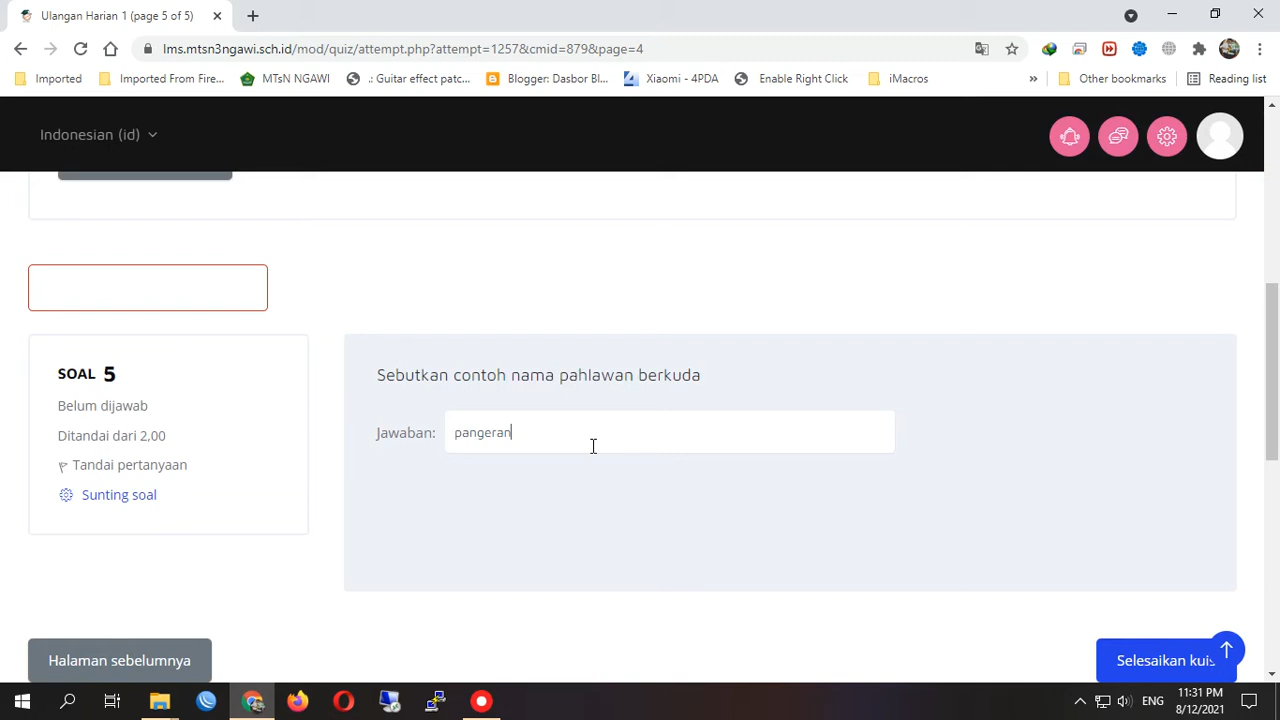 Ulangan Harian 1 (page 5 of 5)
lms.mtsn3ngawi.sch.id/mod/quiz/attempt.php?attempt=1257&cmid=879&page=4
Imported
Imported From Fire...
MTsN NGAWI
.: Guitar effect patc...
Blogger: Dasbor Bl...
Xiaomi - 4PDA
Enable Right Click
iMacros
»
Other bookmarks
Reading list
Indonesian (id)
SOAL 5
Belum dijawab
Ditandai dari 2,00
Tandai pertanyaan
Sunting soal
Sebutkan contoh nama pahlawan berkuda
Jawaban: pangeran
Halaman sebelumnya
Selesaikan kuis
ENG
11:31 PM
8/12/2021